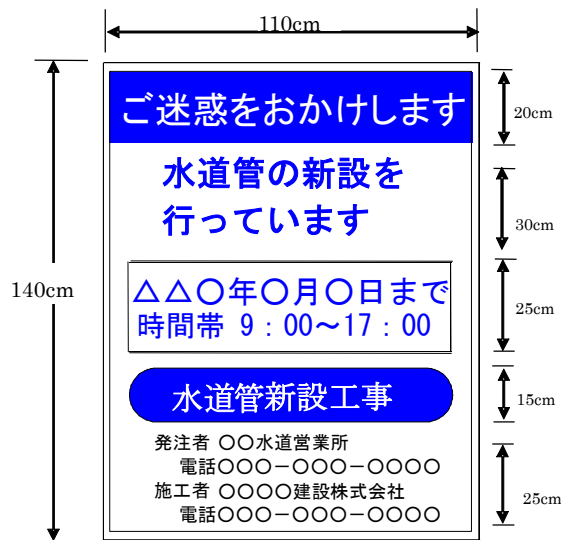 110cm
ご迷惑をおかけします
20cm
水道管の新設を
行っています
30cm
140cm
△△○年○月○日まで
時間帯 9：00～17：00
25cm
水道管新設工事
15cm
発注者 ○○水道営業所
電話○○○－○○○－○○○○
施工者 ○○○○建設株式会社
電話○○○－○○○－○○○○
25cm